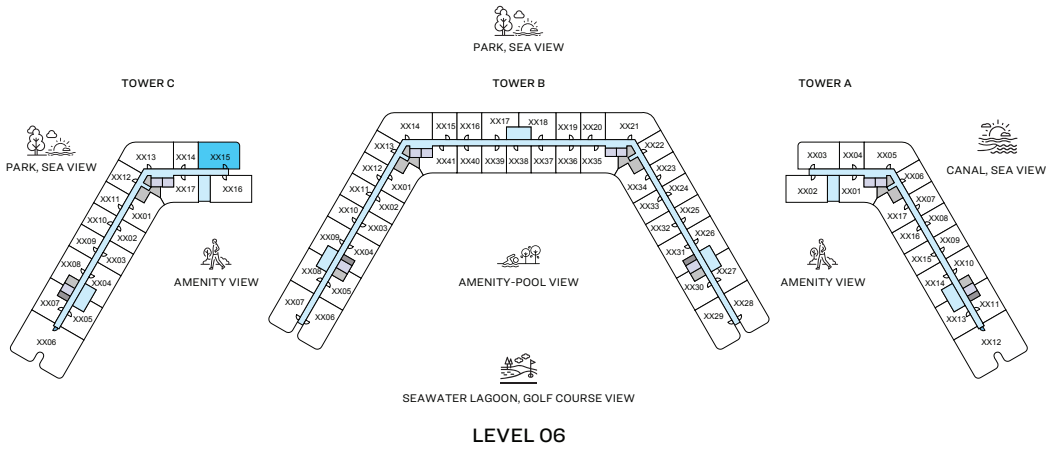 PARK, SEA VIEW
TOWER C
TOWER B
TOWER A
PARK, SEA VIEW
CANAL, SEA VIEW
XX13
XX14
XX15
XX12
XX17
XX16
XX11
XX01
XX10
XX02
XX09
XX03
XX08
XX04
XX07
XX05
XX06
XX14
XX15
XX16
XX17
XX18
XX19
XX20
XX21
XX13
XX41
XX40
XX39
XX38
XX37
XX36
XX35
XX22
XX12
XX01
XX34
XX23
XX11
XX02
XX33
XX24
XX10
XX03
XX32
XX25
XX09
XX04
XX31
XX26
XX08
XX05
XX30
XX27
XX07
XX06
XX29
XX28
XX03
XX04
XX05
XX02
XX01
XX06
XX17
XX07
XX16
XX08
XX15
XX09
XX14
XX10
XX13
XX11
XX12
AMENITY VIEW
AMENITY-POOL VIEW
AMENITY VIEW
SEAWATER LAGOON, GOLF COURSE VIEW
LEVEL 06